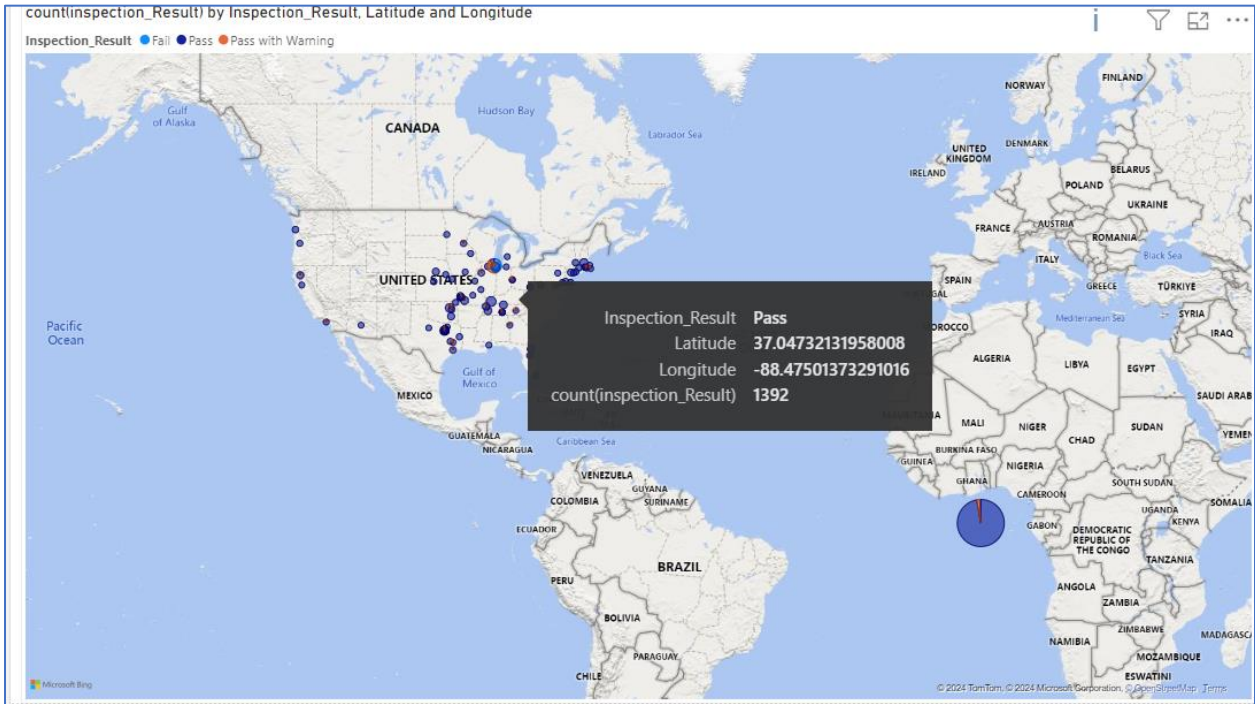 count(inspection_Result) by Inspection_Result, Latitude and Longitude
Inspection_Result Fail Pass Pass with Warning
Gulf
of Alaska
Hudson Bay
CANADA
Labrador Sea
NORWAY
FINLAND
DENMARK
UNITED
KINGDOM
IRELAND
BELARUS
POLAND
UKRAINE
FRANCE
AUSTRIA
ROMANIA
ITALY
Black Sea
UNITED STATES
SPAIN
GREECE
TÜRKIYE
Mediterranean Sea
SYRIA
IRAQ
Pacific
Ocean
Inspection_Result Pass
Latitude 37.04732131958008
Longitude -88.47501373291016
count(inspection_Result) 1392
ALGERIA
LIBYA
EGYPT
SAUDI ARAB
Gulf of
Mexico
MEXICO
MALI
NIGER
CHAD
SUDAN
YEMEN
GUATEMALA
NICARAGUA
Caribbean Sea
BURKINA FASO
GUINEA
NIGERIA
GHANA
CAMEROON
SOUTH SUDAN
SOMALIA
VENEZUELA
GUYANA
SURINAME
COLOMBIA
ECUADOR
UGANDA
KENYA
GABON
DEMOCRATIC
REPUBLIC OF
THE CONGO
TANZANIA
BRAZIL
PERU
ANGOLA
ZAMBIA
BOLIVIA
ZIMBABWE
MADAGASC
NAMIBIA
PARAGUAY
MOZAMBIQUE
CHILE
ESWATINI
Microsoft Bing
© 2024 TomTom, © 2024 Microsoft Corporation, © OpenStreetMap Terms